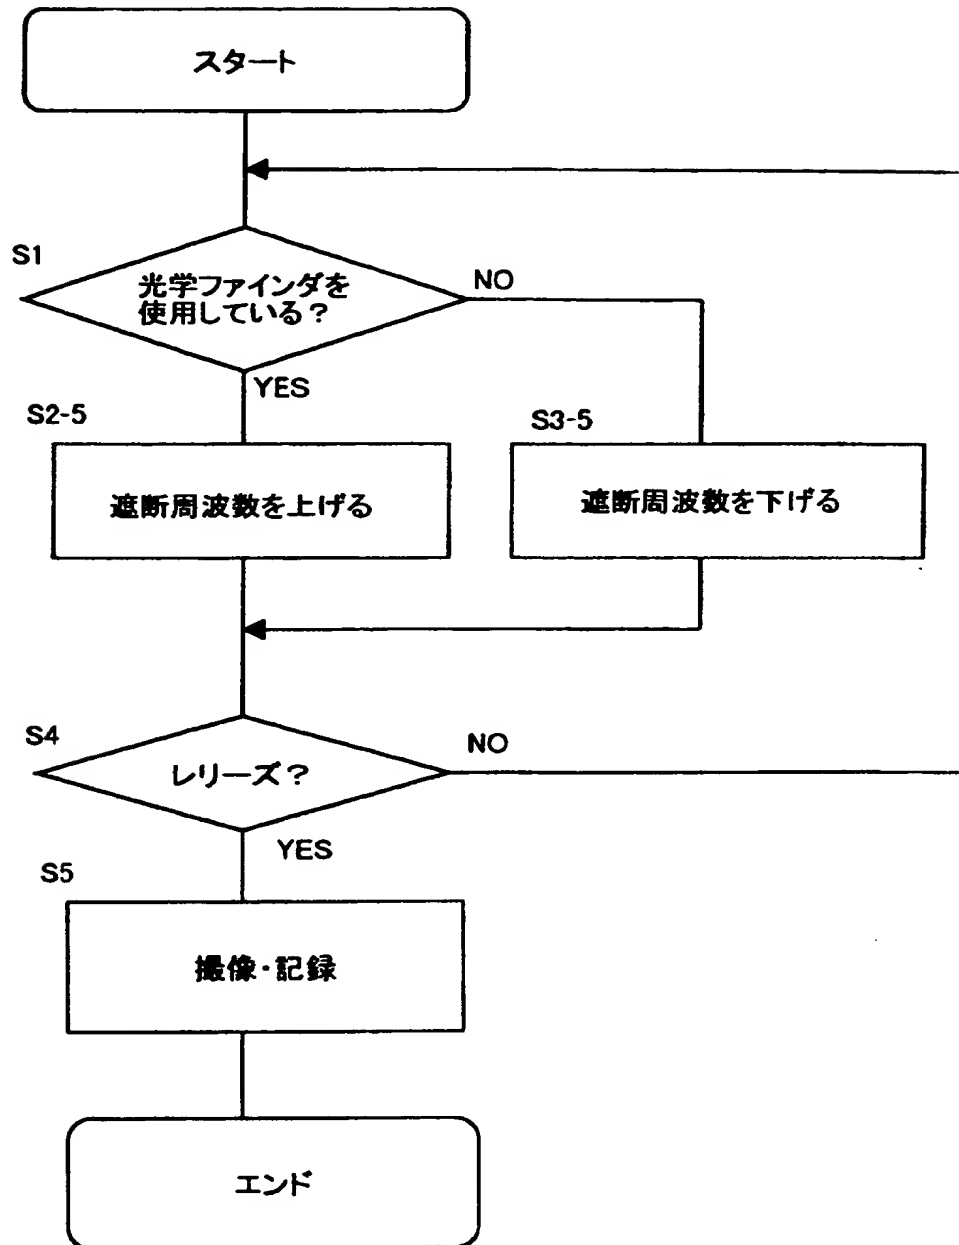 スタート
S1
光学ファインダを
使用している？
NO
YES
S2-5
遮断周波数を上げる
S3-5
遮断周波数を下げる
S4
レリーズ？
NO
YES
S5
撮像・記録
エンド